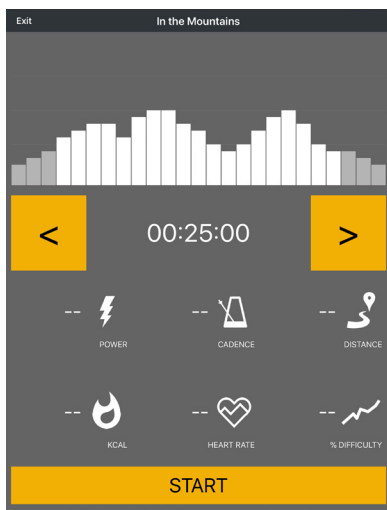 Exit In the Mountains
< 00:25:00 >
-- -- --
POWER CADENCE DISTANCE
-- -- --
KCAL HEART RATE % DIFFICULTY
START